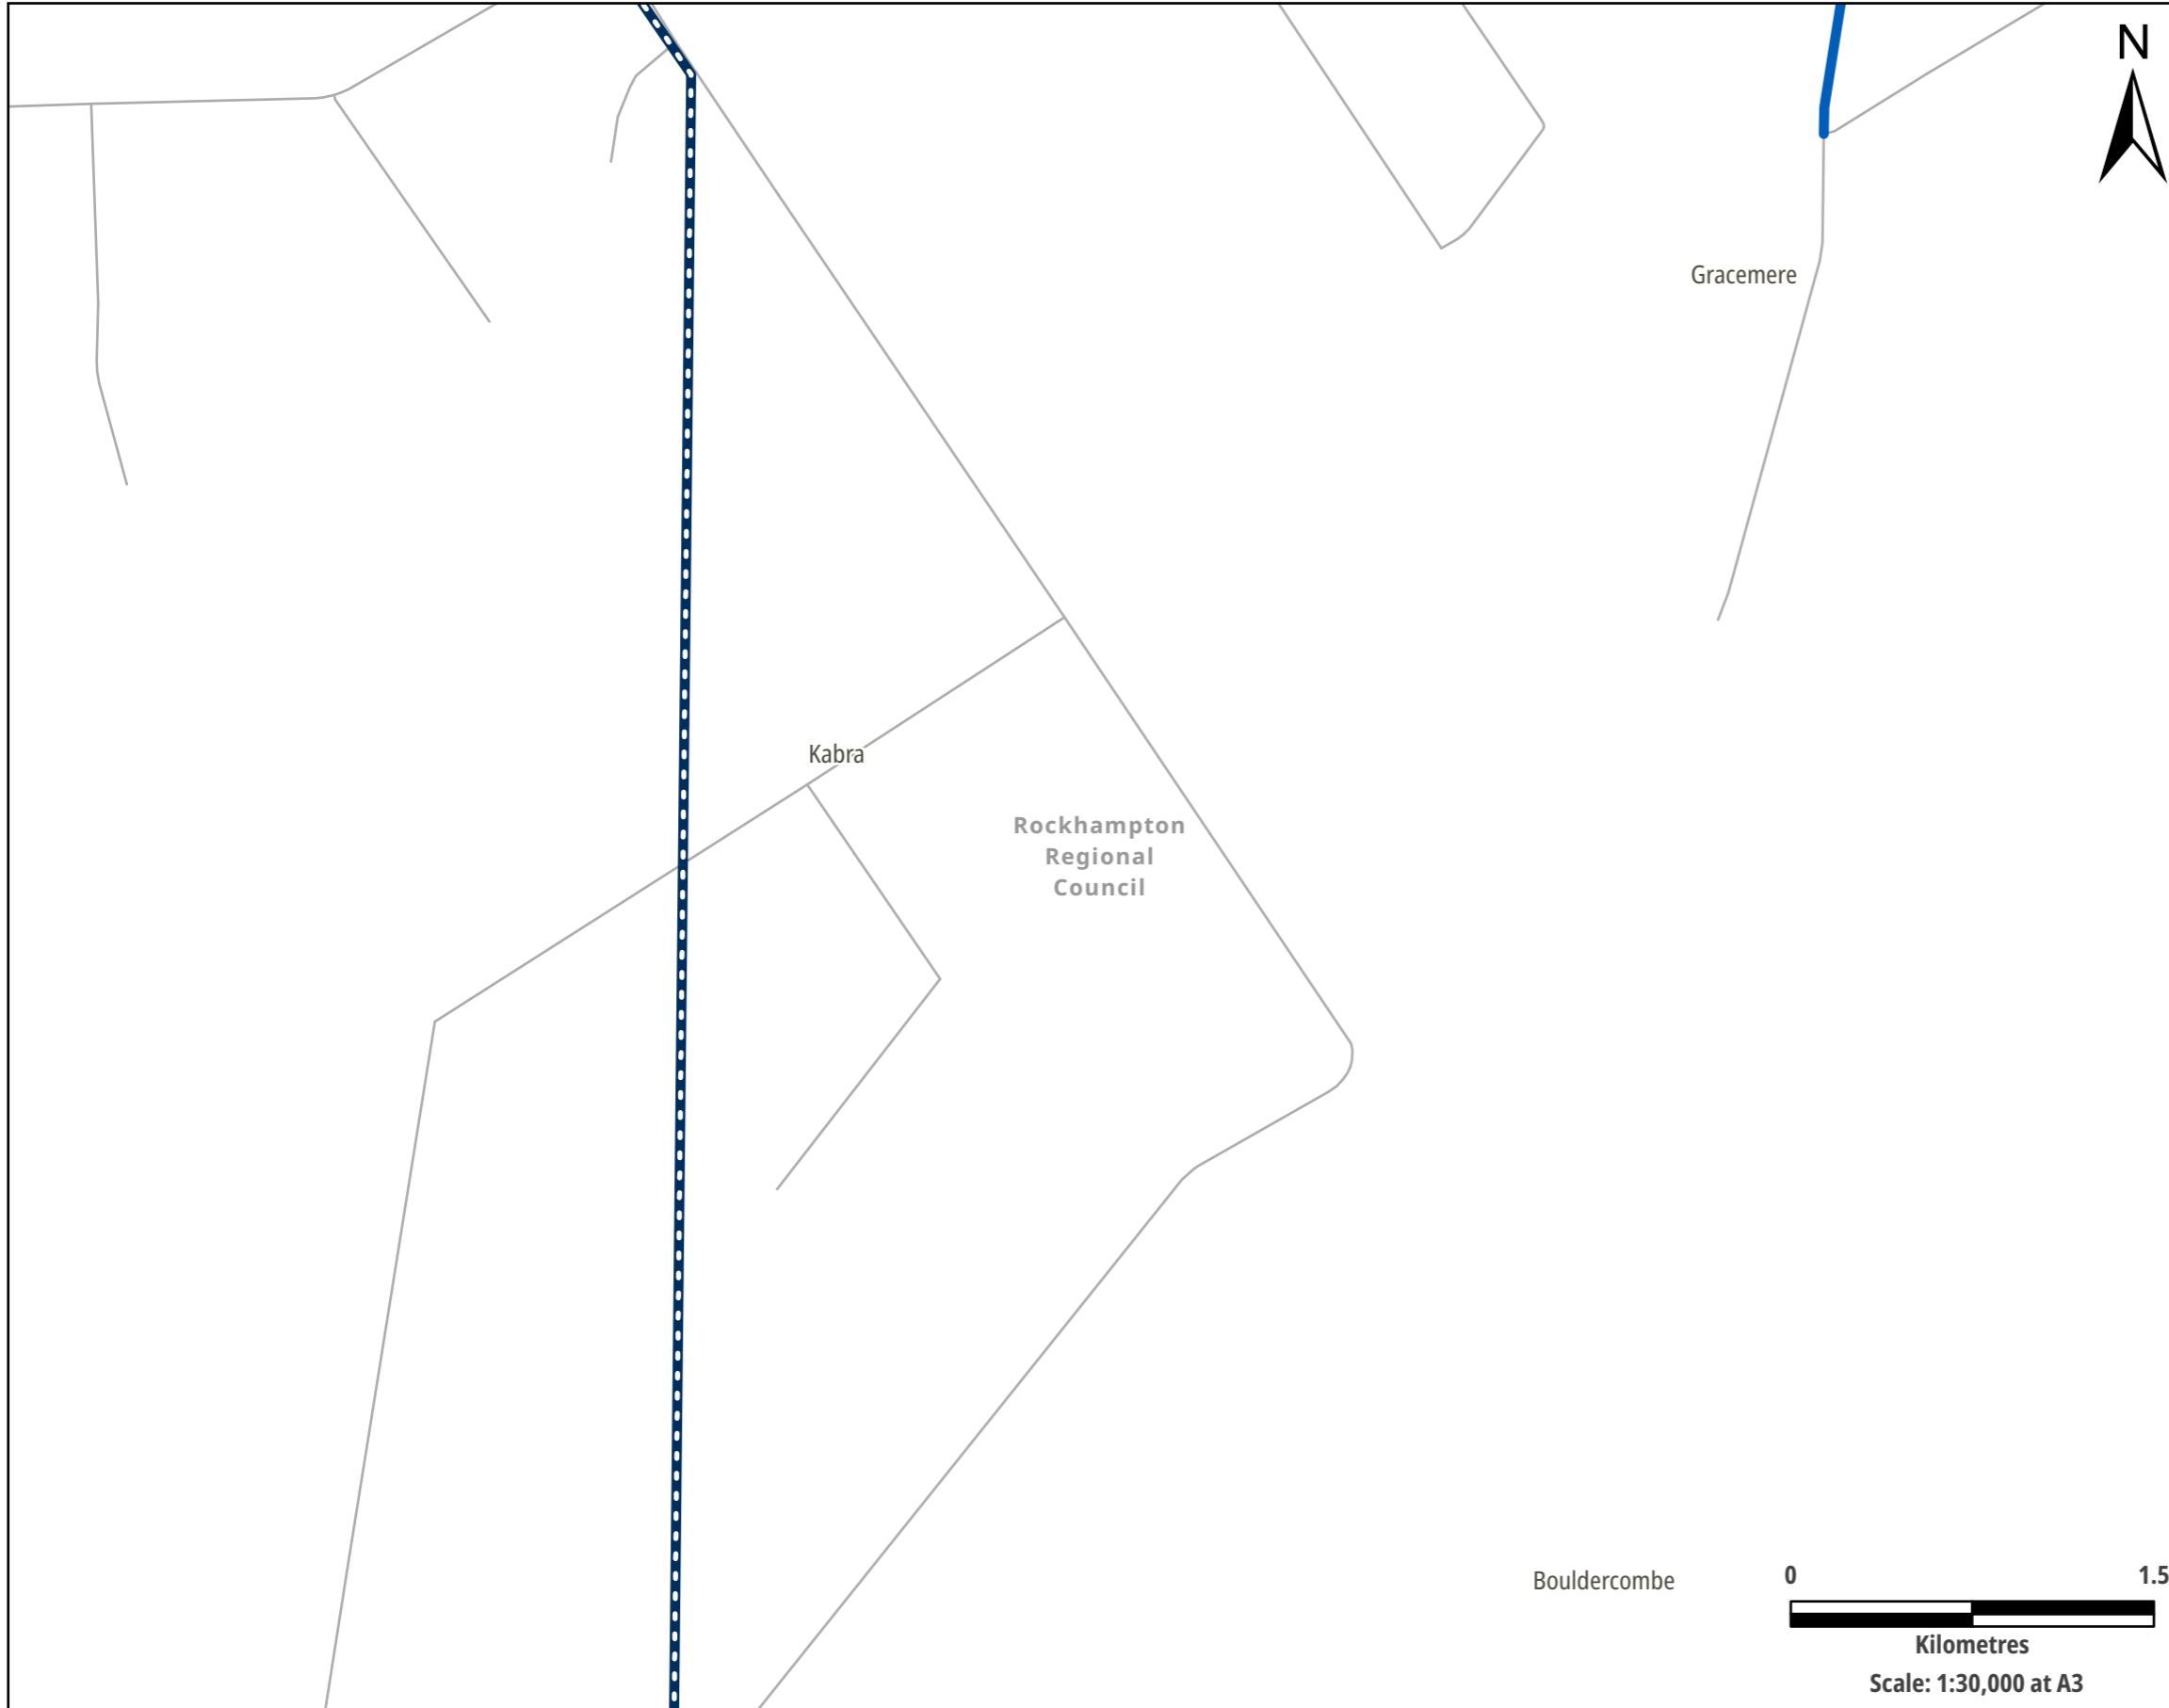 N
Gracemere
Kabra
Rockhampton
Regional
Council
Bouldercombe
0 1.5
Kilometres
Scale: 1:30,000 at A3